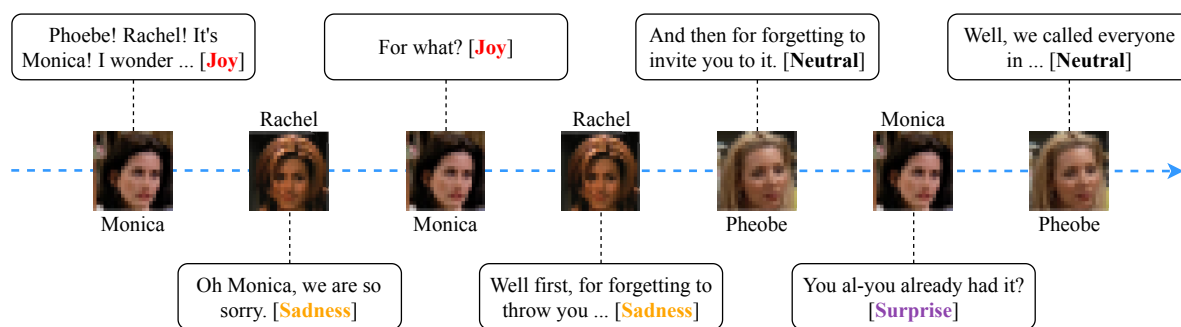 Phoebe! Rachel! It's
Monica! I wonder ... [Joy]
Monica
Rachel
Oh Monica, we are so
sorry. [Sadness]
For what? [Joy]
Monica
Rachel
Well first, for forgetting to
throw you ... [Sadness]
And then for forgetting to
invite you to it. [Neutral]
Pheobe
Monica
You al-you already had it?
[Surprise]
Well, we called everyone
in ... [Neutral]
Pheobe